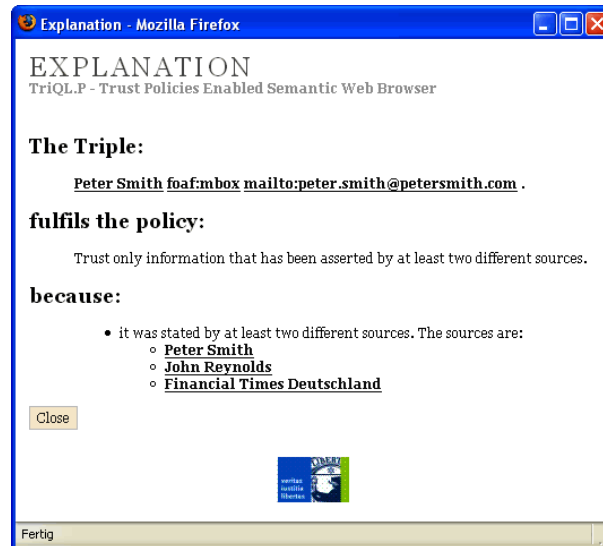 Explanation - Mozilla Firefox
EXPLANATION
TriQL.P - Trust Policies Enabled Semantic Web Browser
The Triple:
Peter Smith foaf:mbox mailto:peter.smith@petersmith.com .
fulfils the policy:
Trust only information that has been asserted by at least two different sources.
because:
• it was stated by at least two different sources. The sources are:
◦ Peter Smith
◦ John Reynolds
◦ Financial Times Deutschland
Close
veritas
iustitia
libertas
LIBERT
Fertig